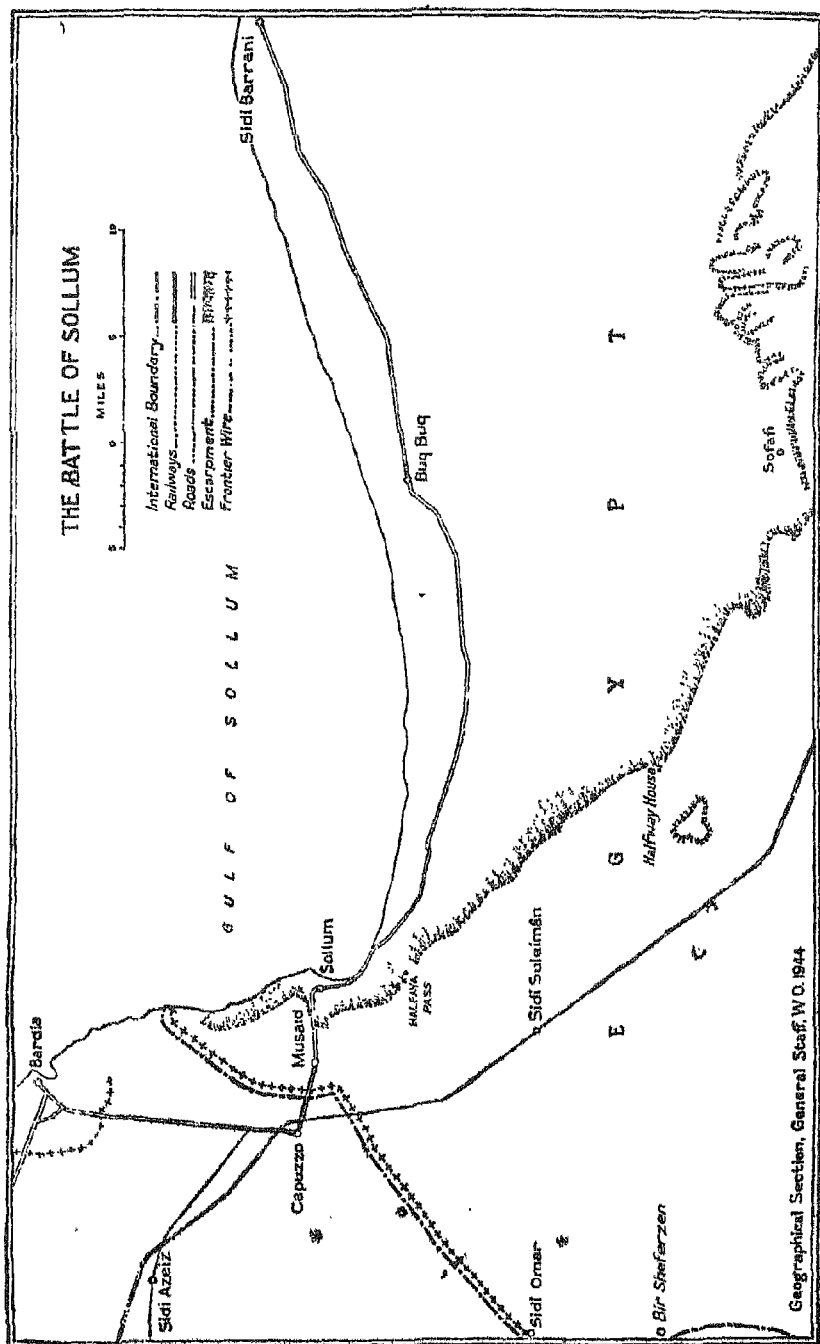 THE BATTLE OF SOLLUM
MILES
5 0 5 10
International Boundary
Railways
Roads
Escarpment
Frontier Wire
GULF OF SOLLUM
Bardia
Sidi Barrani
Sidi Azeiz
Capuzzo
Musaid
Sollum
HALFAYA
PASS
Buq Buq
Sidi Omar
Sidi Suleimân
Bir Sheferzen
Halfway House
Sofafi
EGYPT
Geographical Section, General Staff, W.O. 1944